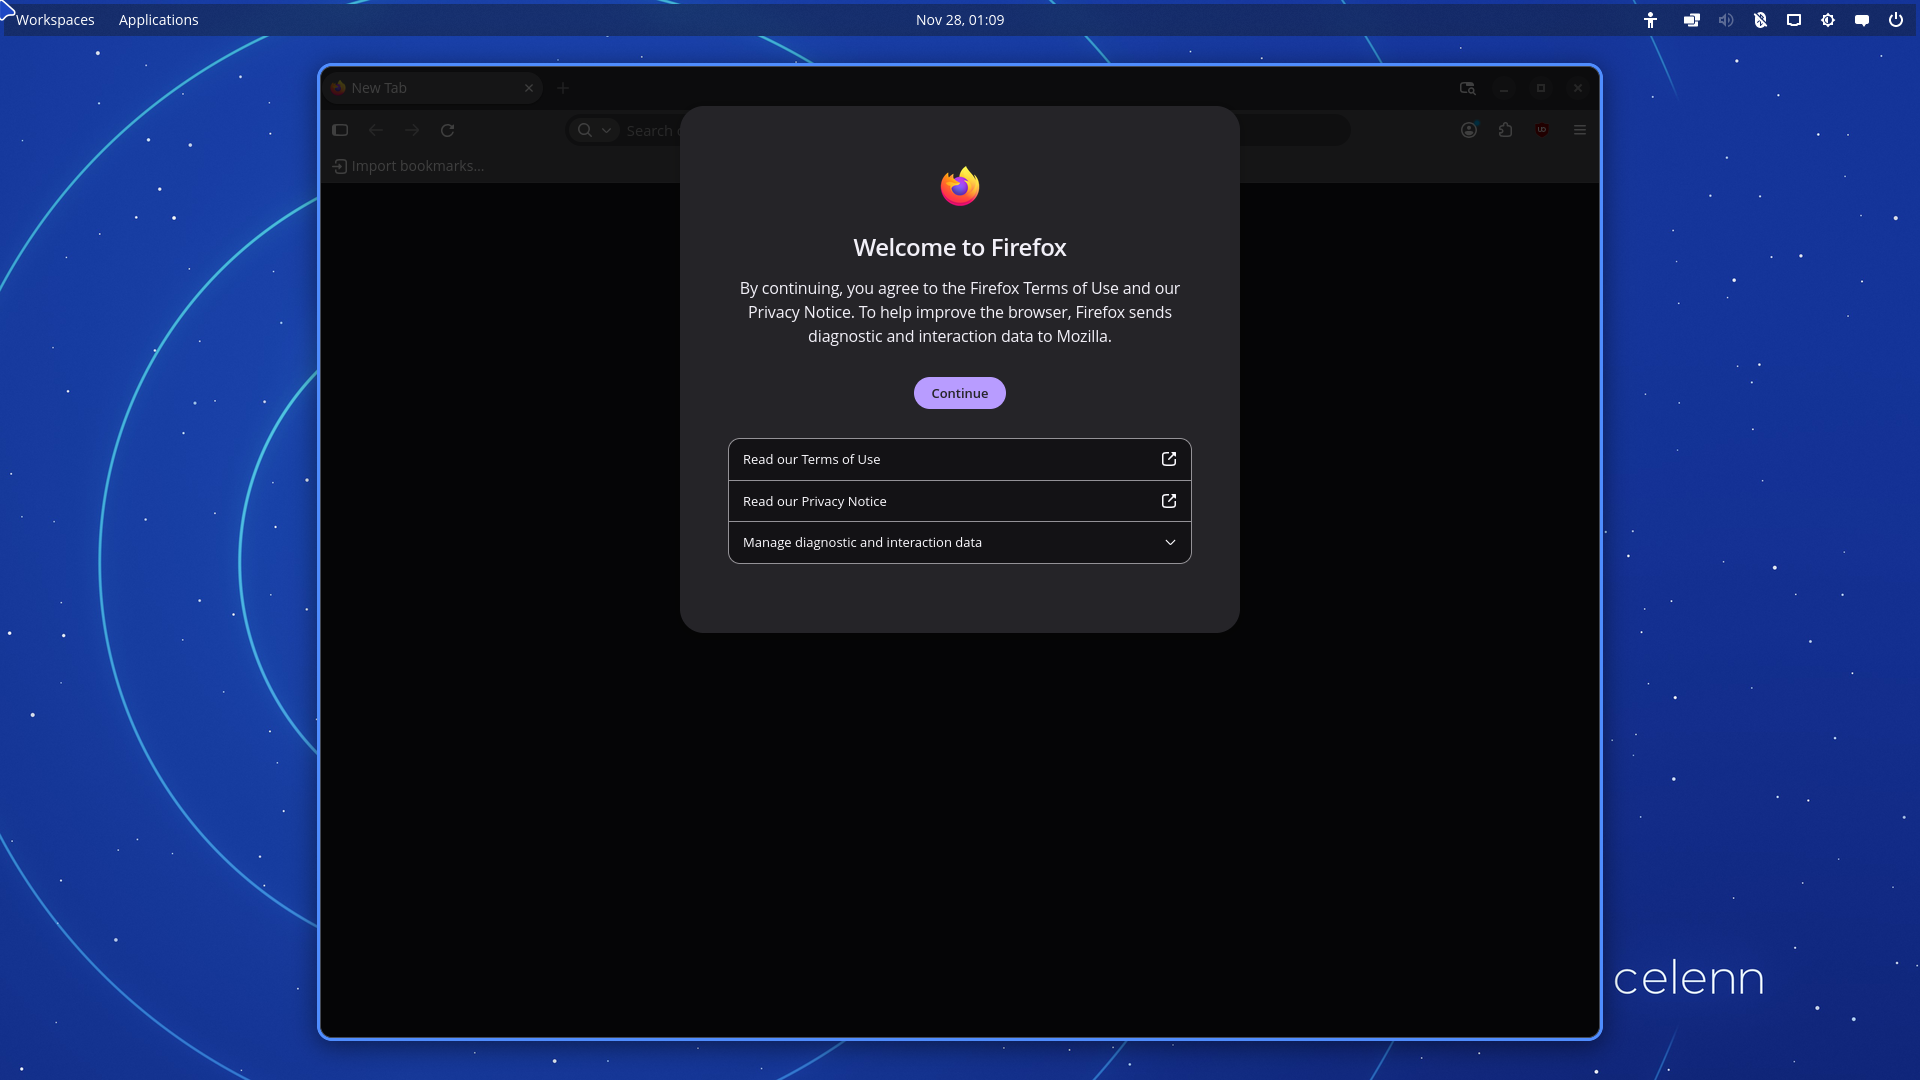 Workspaces
Applications
Nov 28, 01:09
New Tab
Search
Import bookmarks...
Welcome to Firefox
By continuing, you agree to the Firefox Terms of Use and our
Privacy Notice. To help improve the browser, Firefox sends
diagnostic and interaction data to Mozilla.
Continue
Read our Terms of Use
Read our Privacy Notice
Manage diagnostic and interaction data
celenn